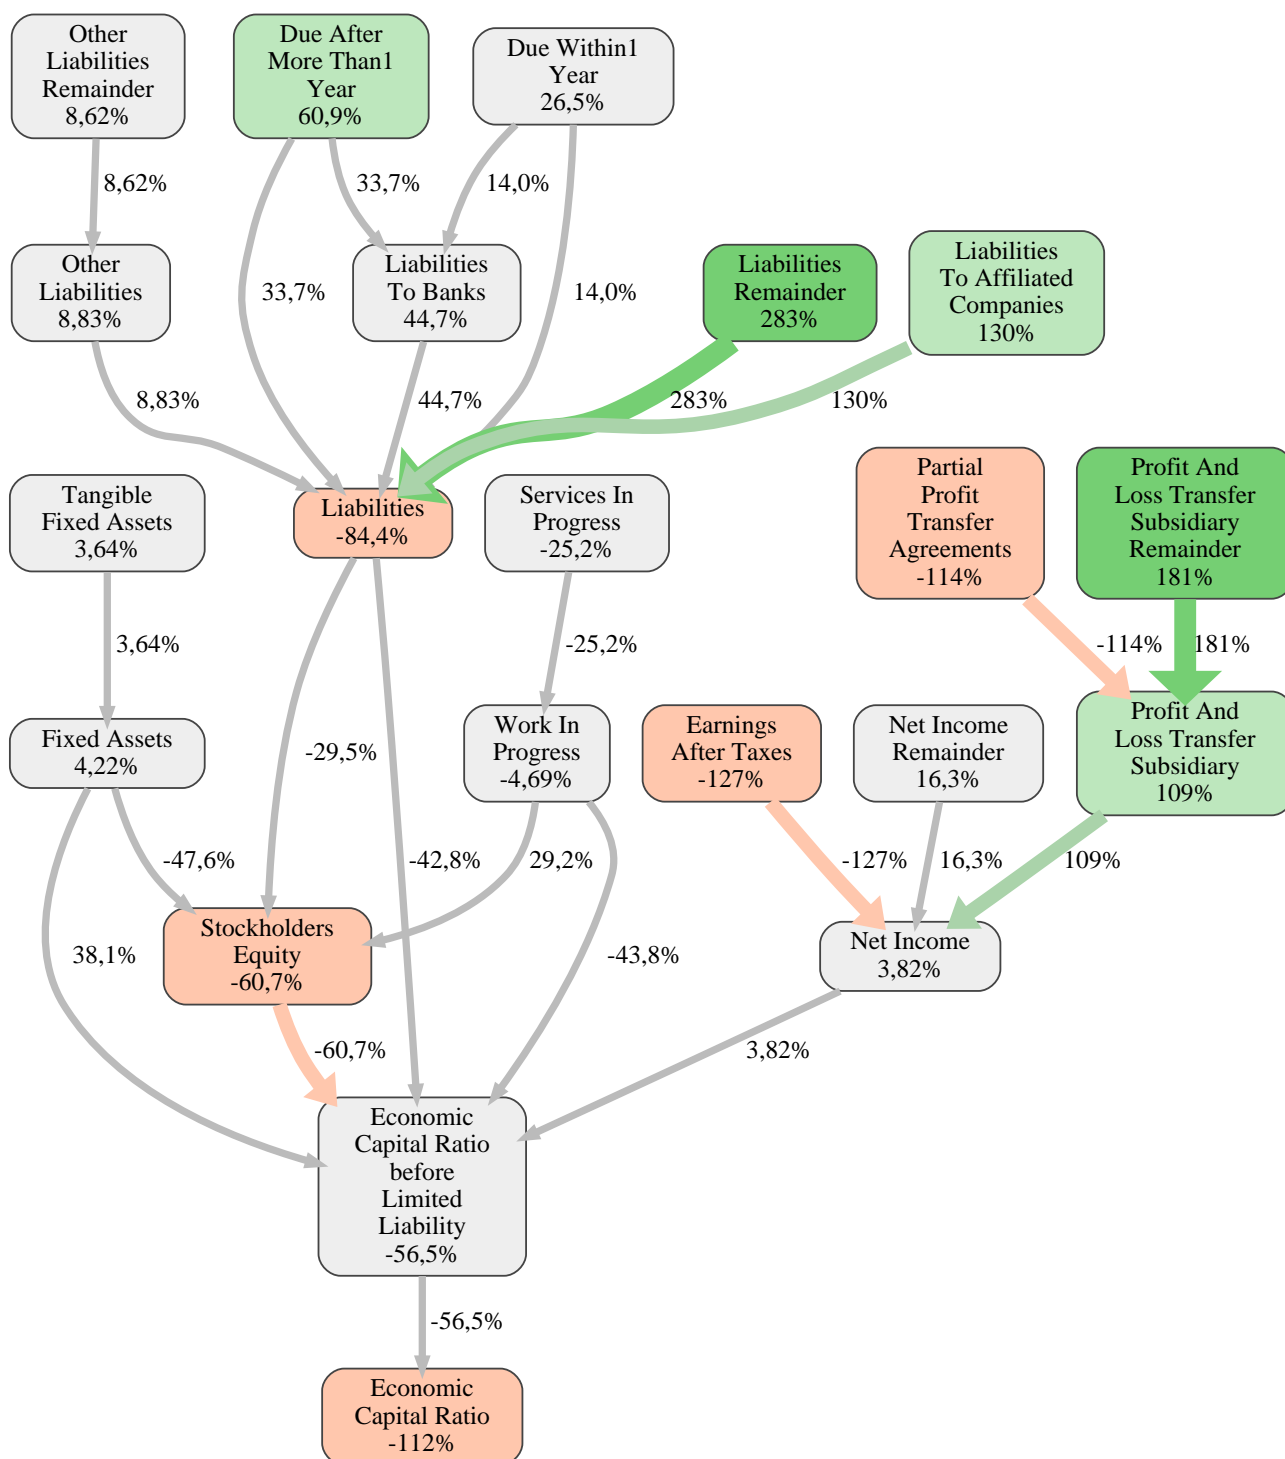 Other
Liabilities
Remainder
8,62%
Due After
More Than1
Year
60,9%
Due Within1
Year
26,5%
8,62%
33,7%
14,0%
Other
Liabilities
8,83%
33,7%
Liabilities
To Banks
44,7%
14,0%
Liabilities
Remainder
283%
Liabilities
To Affiliated
Companies
130%
8,83%
44,7%
283%
130%
Tangible
Fixed Assets
3,64%
Liabilities
-84,4%
Services In
Progress
-25,2%
Partial
Profit
Transfer
Agreements
-114%
Profit And
Loss Transfer
Subsidiary
Remainder
181%
3,64%
-25,2%
-114%
181%
Fixed Assets
4,22%
-29,5%
Work In
Progress
-4,69%
Earnings
After Taxes
-127%
Net Income
Remainder
16,3%
Profit And
Loss Transfer
Subsidiary
109%
-47,6%
-42,8%
29,2%
-127%
16,3%
109%
38,1%
Stockholders
Equity
-60,7%
-43,8%
Net Income
3,82%
-60,7%
3,82%
Economic
Capital Ratio
before
Limited
Liability
-56,5%
-56,5%
Economic
Capital Ratio
-112%